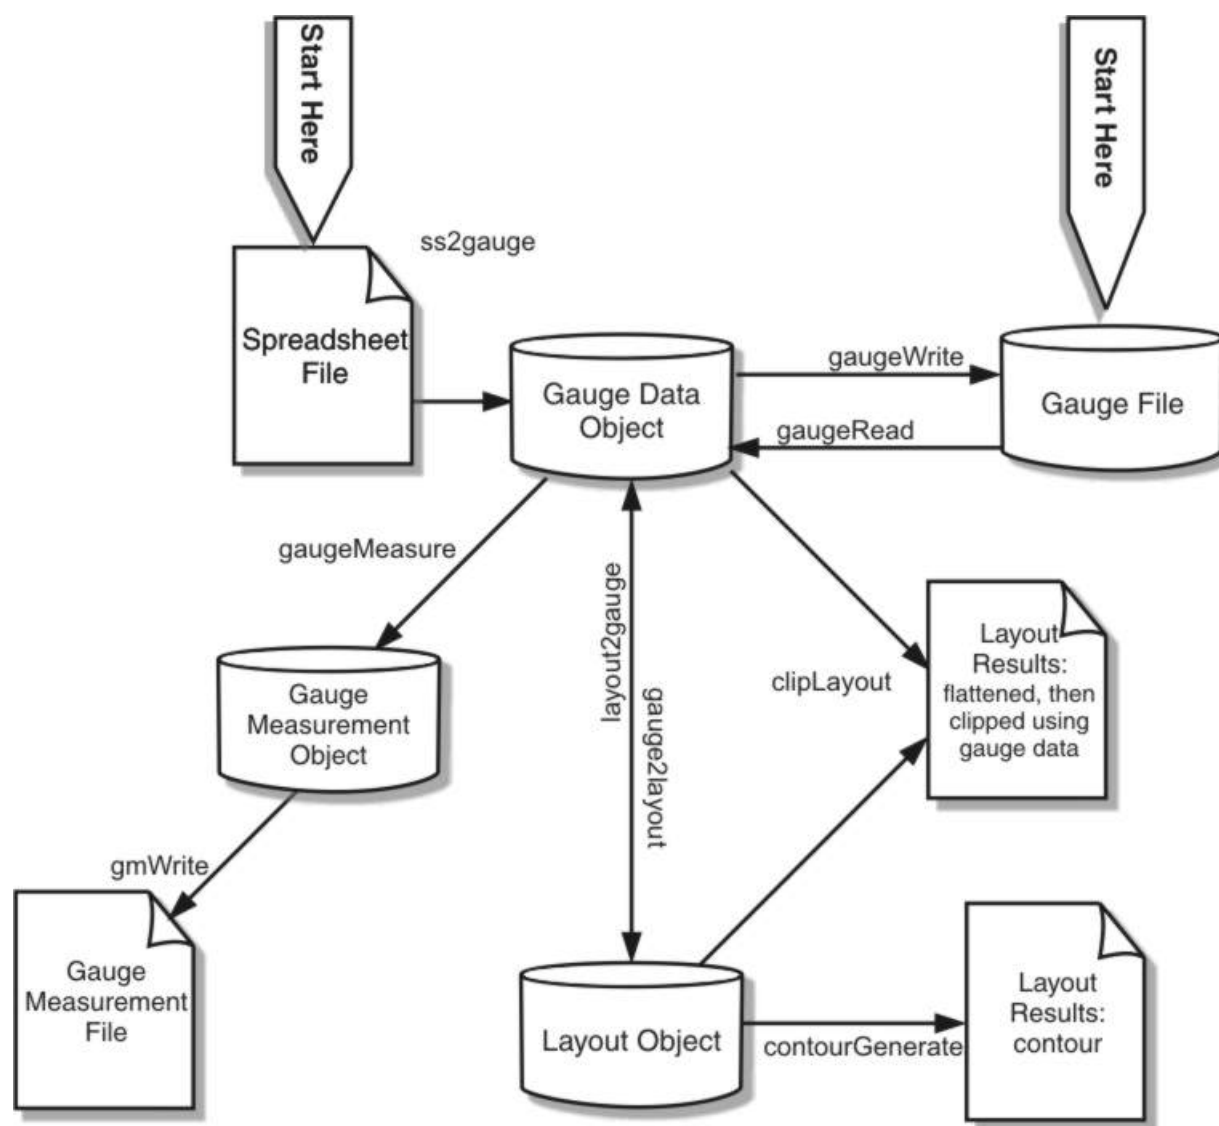 Start Here
Start Here
ss2gauge
Spreadsheet
File
gaugeWrite
Gauge Data
Object
Gauge File
gaugeRead
gaugeMeasure
layout2gauge
gauge2layout
clipLayout
Layout
Results:
flattened, then
clipped using
gauge data
Gauge
Measurement
Object
gmWrite
Gauge
Measurement
File
Layout Object
contourGenerate
Layout
Results:
contour